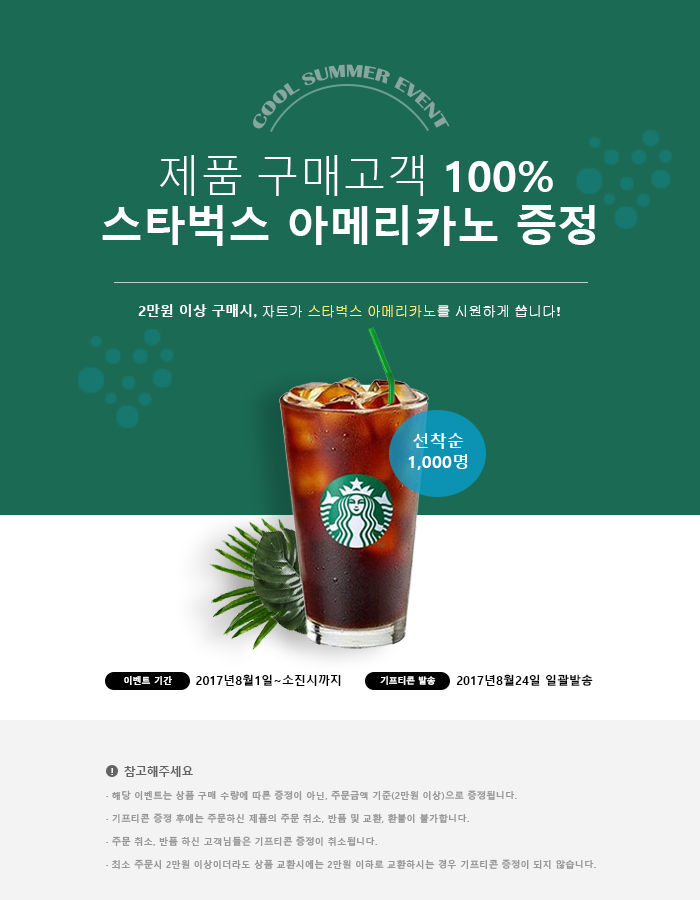 COOL SUMMER EVENT
제품 구매고객 100%
스타벅스 아메리카노 증정
2만원 이상 구매시, 자트가 스타벅스 아메리카노를 시원하게 쏩니다!
선착순
1,000명
이벤트 기간 2017년8월1일~소진시까지 기프티콘 발송 2017년8월24일 일괄발송
! 참고해주세요
- 해당 이벤트는 상품 구매 수량에 따른 증정이 아닌, 주문금액 기준(2만원 이상)으로 증정됩니다.
- 기프티콘 증정 후에는 주문하신 제품의 주문 취소, 반품 및 교환, 환불이 불가합니다.
- 주문 취소, 반품 하신 고객님들은 기프티콘 증정이 취소됩니다.
- 최소 주문시 2만원 이상이더라도 상품 교환시에는 2만원 이하로 교환하시는 경우 기프티콘 증정이 되지 않습니다.